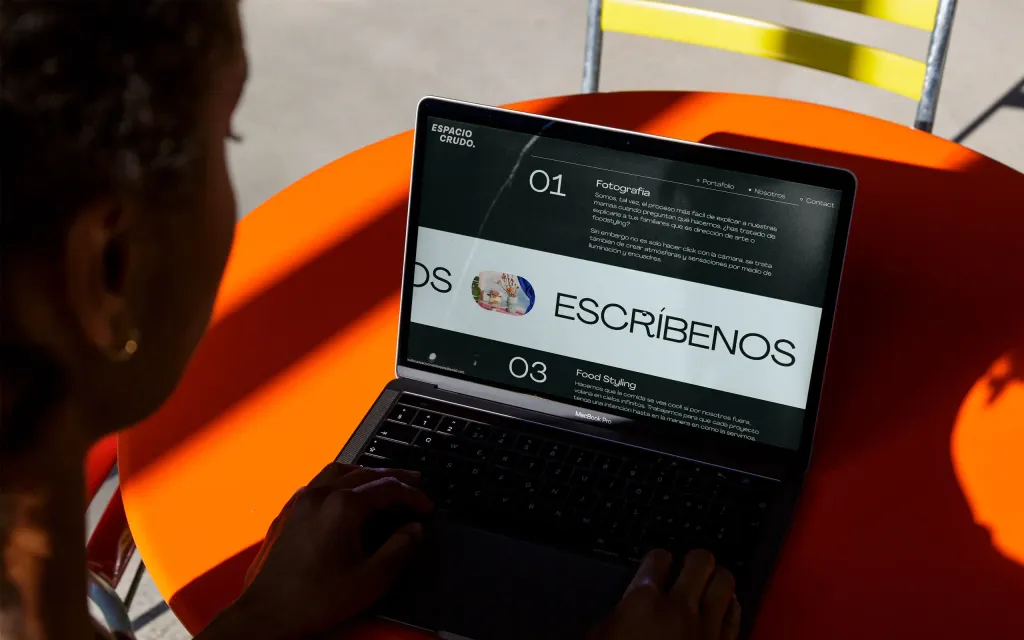 ESPACIO
CRUDO.
Portafolio
Nosotros
Contact
01
Fotografía
Somos, tal vez, el proceso más fácil de explicar a nuestras
mamás cuando preguntan qué hacemos, ¿has tratado de
explicarle a tus familiares que es dirección de arte o
foodstyling?
Sin embargo no es solo hacer click con la cámara, se trata
también de crear atmósferas y sensaciones por medio de
iluminación y encuadres.
OS
ESCRÍBENOS
03
Food Styling
Hacemos que la comida se vea cool, si por nosotros fuera,
volaría en cielos infinitos. Trabajamos para que cada proyecto
tenga una intención hasta en la manera en cómo la servimos.
MacBook Pro